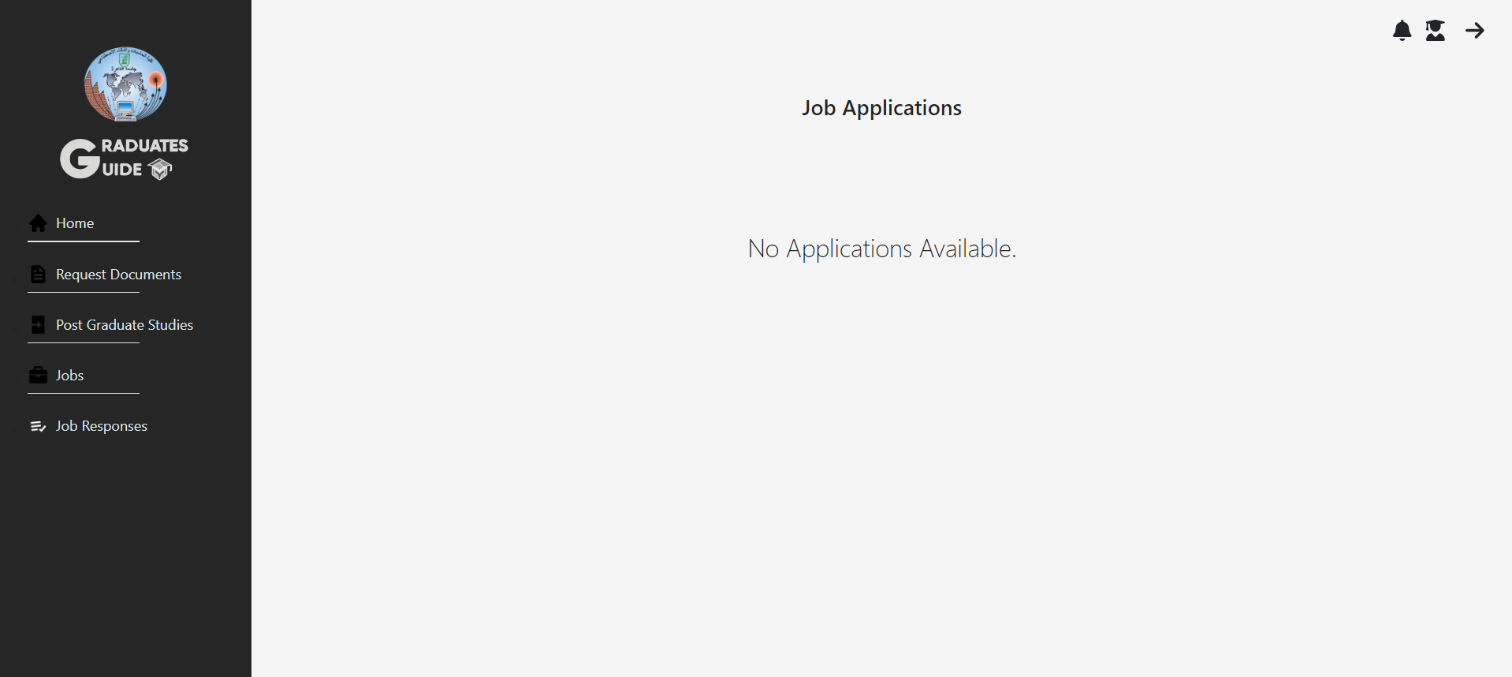 GRADUATES
GUIDE
Home
Request Documents
Post Graduate Studies
Jobs
Job Responses
Job Applications
No Applications Available.